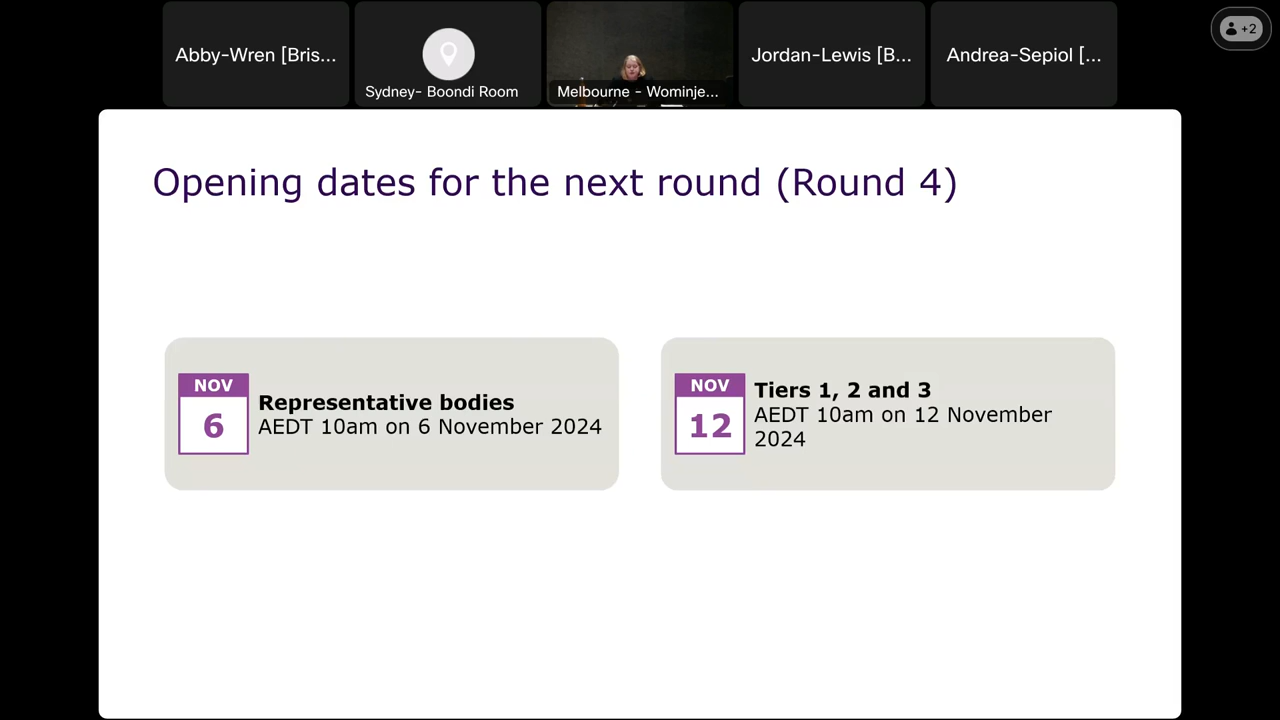 Abby-Wren [Bris...
Sydney- Boondi Room
Melbourne - Wominje...
Jordan-Lewis [B...
Andrea-Sepiol [...
+2
Opening dates for the next round (Round 4)
NOV
6
Representative bodies
AEDT 10am on 6 November 2024
NOV
12
Tiers 1, 2 and 3
AEDT 10am on 12 November
2024